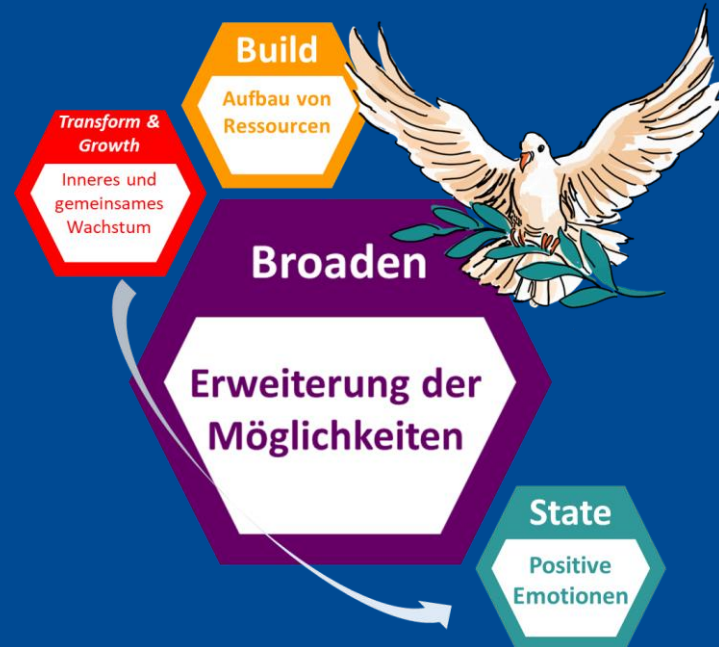 Build
Aufbau von
Ressourcen
Transform &
Growth
Inneres und
gemeinsames
Wachstum
Broaden
Erweiterung der
Möglichkeiten
State
Positive
Emotionen